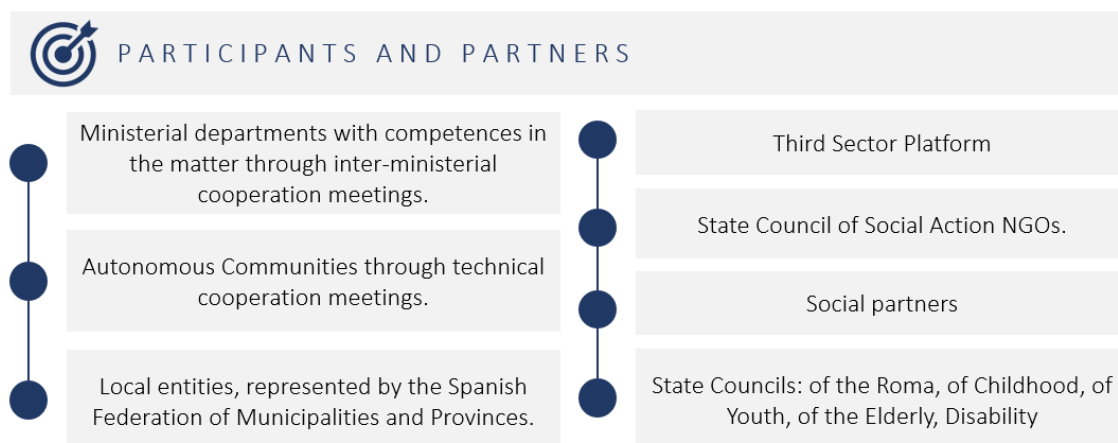 PARTICIPANTS AND PARTNERS
Ministerial departments with competences in
the matter through inter-ministerial
cooperation meetings.
Autonomous Communities through technical
cooperation meetings.
Local entities, represented by the Spanish
Federation of Municipalities and Provinces.
Third Sector Platform
State Council of Social Action NGOs.
Social partners
State Councils: of the Roma, of Childhood, of
Youth, of the Elderly, Disability